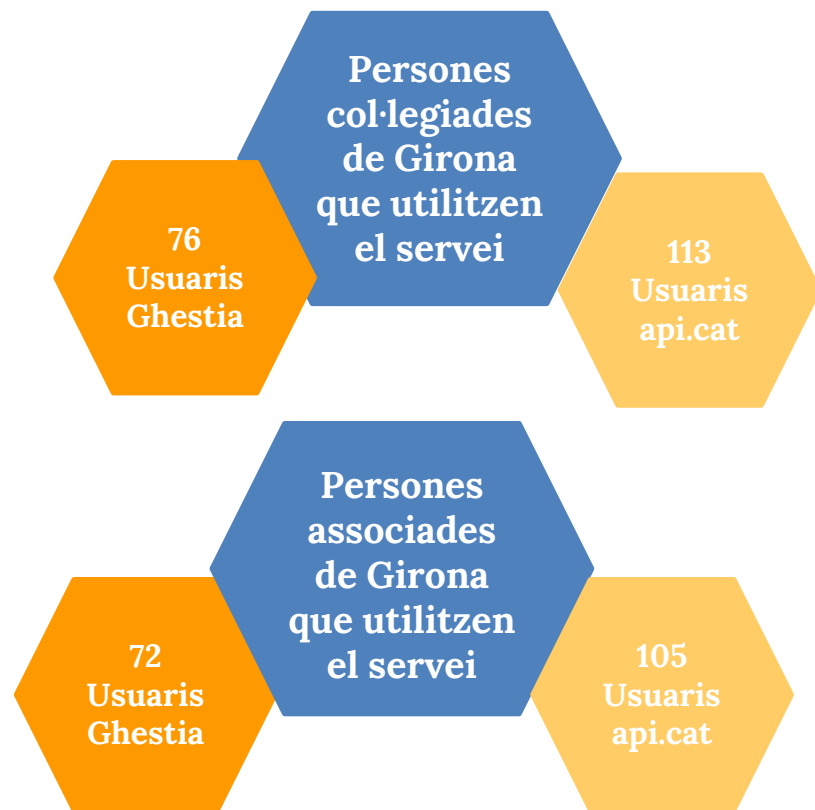 Persones
col·legiades
de Girona
que utilitzen
el servei
76
Usuaris
Ghestia
113
Usuaris
api.cat
Persones
associades
de Girona
que utilitzen
el servei
72
Usuaris
Ghestia
105
Usuaris
api.cat